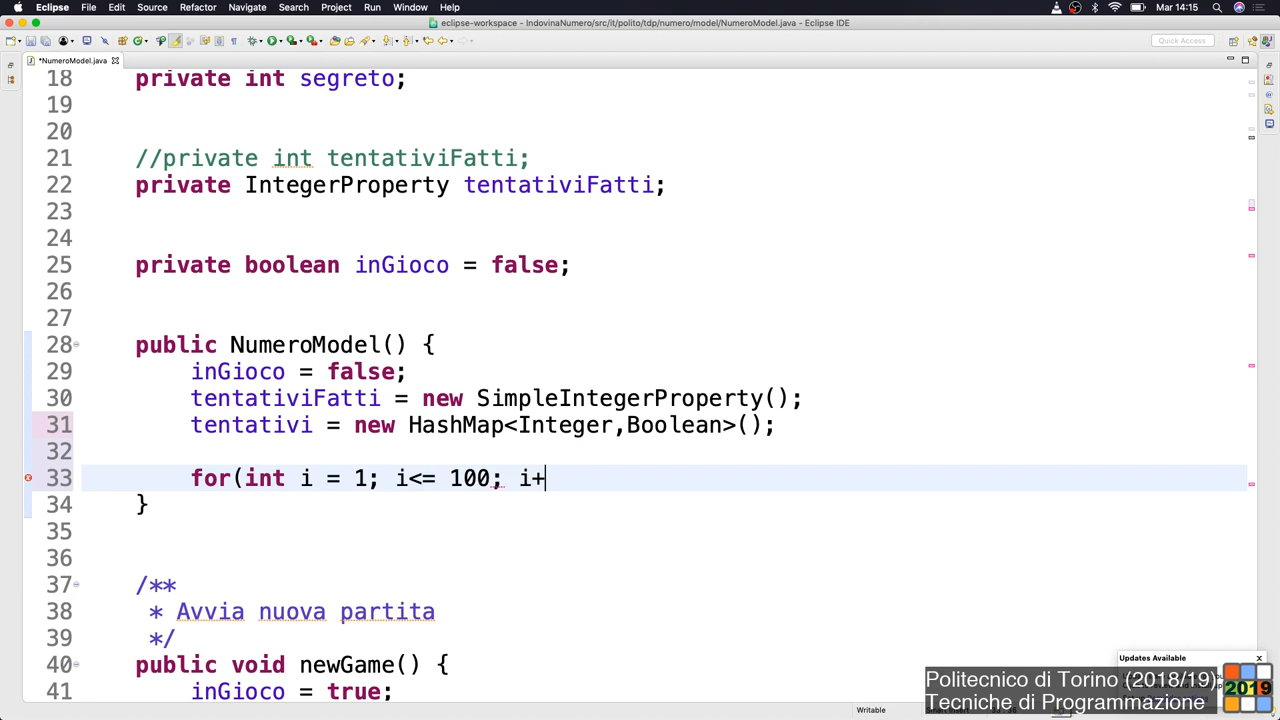 Eclipse File Edit Source Refactor Navigate Search Project Run Window Help Mar 14:15
eclipse-workspace - IndovinaNumero/src/it/polito/tdp/numero/model/NumeroModel.java - Eclipse IDE
Quick Access
*NumeroModel.java
18 private int segreto;
19
20
21 //private int tentativiFatti;
22 private IntegerProperty tentativiFatti;
23
24
25 private boolean inGioco = false;
26
27
28 public NumeroModel() {
29 inGioco = false;
30 tentativiFatti = new SimpleIntegerProperty();
31 tentativi = new HashMap<Integer,Boolean>();
32
33 for(int i = 1; i<= 100; i+
34 }
35
36
37 /**
38 * Avvia nuova partita
39 */
40 public void newGame() {
41 inGioco = true;
Updates Available
Politecnico di Torino (2018/19)
Tecniche di Programmazione
2019
Writable